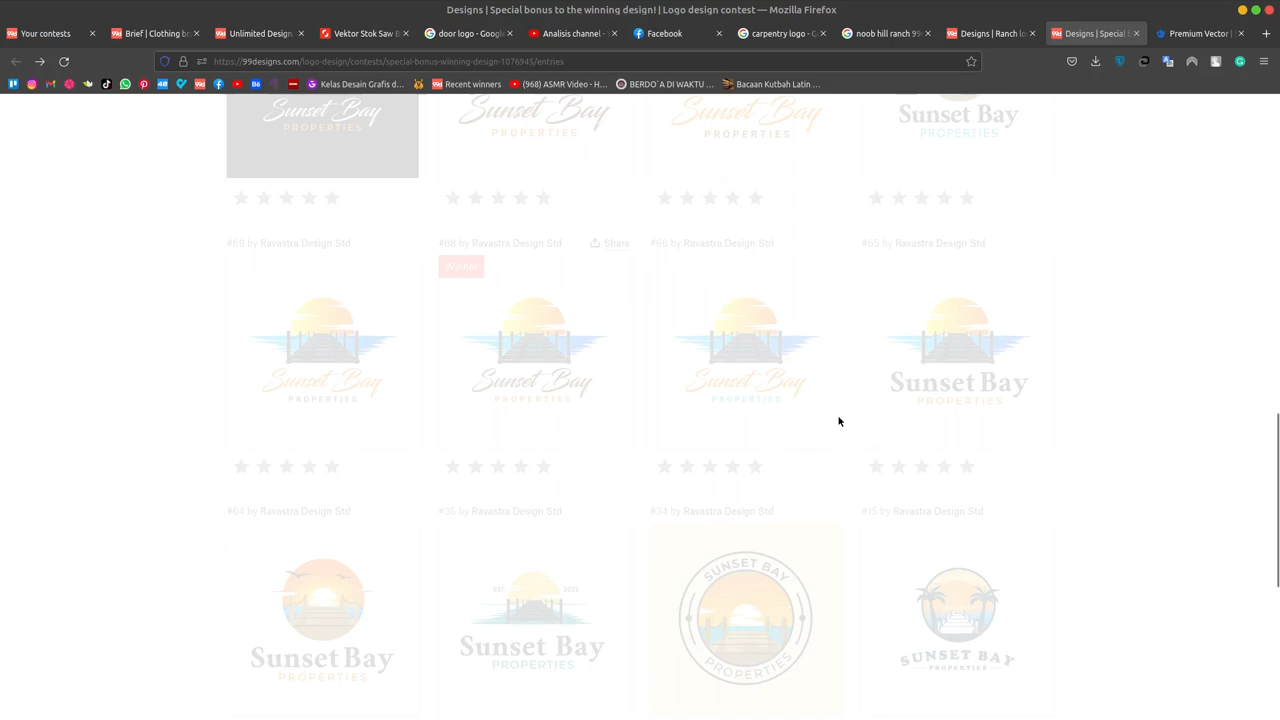 Designs | Special bonus to the winning design! | Logo design contest — Mozilla Firefox
Your contests
Brief | Clothing br
Unlimited Design
Vektor Stok Saw B
door logo - Google
Analisis channel -
Facebook
carpentry logo - G
noob hill ranch 99
Designs | Ranch lo
Designs | Special
Premium Vector |
https://99designs.com/logo-design/contests/special-bonus-winning-design-1076945/entries
Kelas Desain Grafis d...
Recent winners
(968) ASMR Video - H...
BERDO`A DI WAKTU ...
Bacaan Kutbah Latin ...
Sunset Bay
PROPERTIES
Sunset Bay
PROPERTIES
Sunset Bay
PROPERTIES
Sunset Bay
PROPERTIES
#69 by Ravastra Design Std
#68 by Ravastra Design Std
Share
#66 by Ravastra Design Std
#65 by Ravastra Design Std
Winner
Sunset Bay
PROPERTIES
Sunset Bay
PROPERTIES
Sunset Bay
PROPERTIES
Sunset Bay
PROPERTIES
#64 by Ravastra Design Std
#35 by Ravastra Design Std
#34 by Ravastra Design Std
#15 by Ravastra Design Std
Sunset Bay
PROPERTIES
EST
2021
Sunset Bay
PROPERTIES
SUNSET BAY
PROPERTIES
SUNSET BAY
PROPERTIES